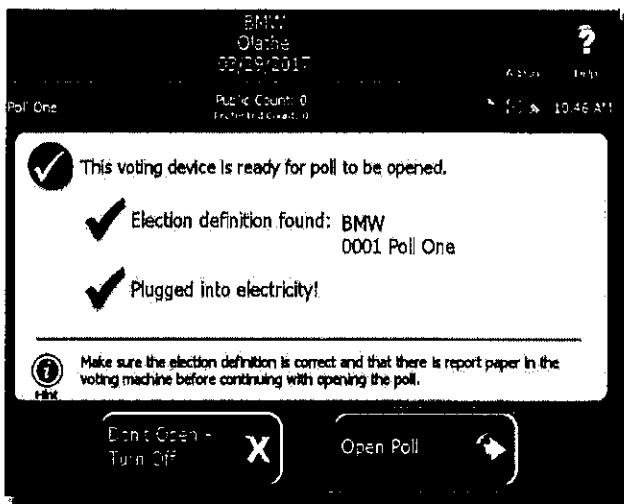 BMW
Olathe
03/29/2017
Help
Poll One
Public Count: 0
Protected Count: 0
10:46 AM
This voting device is ready for poll to be opened.
Election definition found: BMW
0001 Poll One
Plugged into electricity!
Make sure the election definition is correct and that there is report paper in the
voting machine before continuing with opening the poll.
Hint
Don't Open -
Turn Off
Open Poll